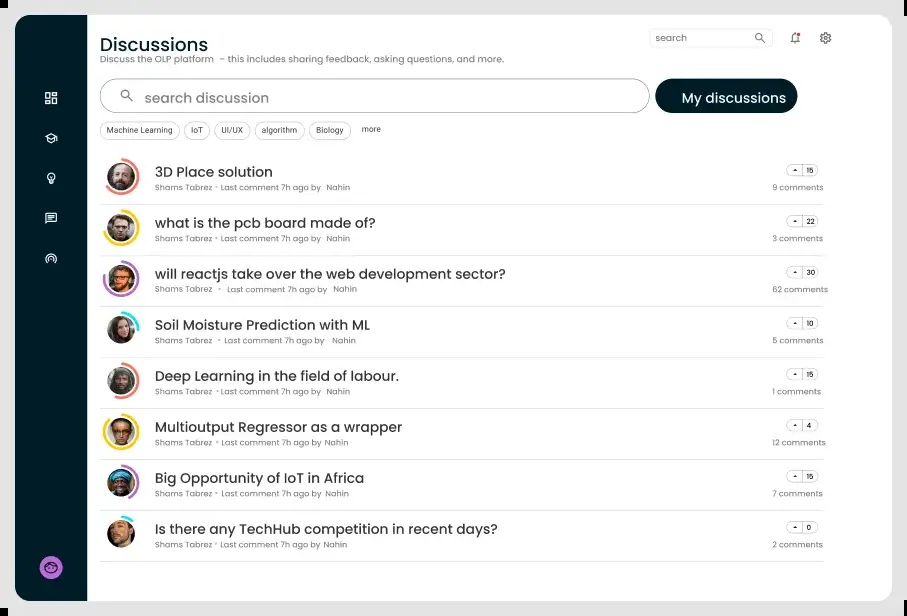 Discussions
Discuss the OLP platform – this includes sharing feedback, asking questions, and more.
search
search discussion
My discussions
Machine Learning
IoT
UI/UX
algorithm
Biology
more
3D Place solution
15
Shams Tabrez • Last comment 7h ago by Nahin
9 comments
what is the pcb board made of?
22
Shams Tabrez • Last comment 7h ago by Nahin
3 comments
will reactjs take over the web development sector?
30
Shams Tabrez • Last comment 7h ago by Nahin
62 comments
Soil Moisture Prediction with ML
10
Shams Tabrez • Last comment 7h ago by Nahin
5 comments
Deep Learning in the field of labour.
15
Shams Tabrez • Last comment 7h ago by Nahin
1 comments
Multioutput Regressor as a wrapper
4
Shams Tabrez • Last comment 7h ago by Nahin
12 comments
Big Opportunity of IoT in Africa
15
Shams Tabrez • Last comment 7h ago by Nahin
7 comments
Is there any TechHub competition in recent days?
0
Shams Tabrez • Last comment 7h ago by Nahin
2 comments